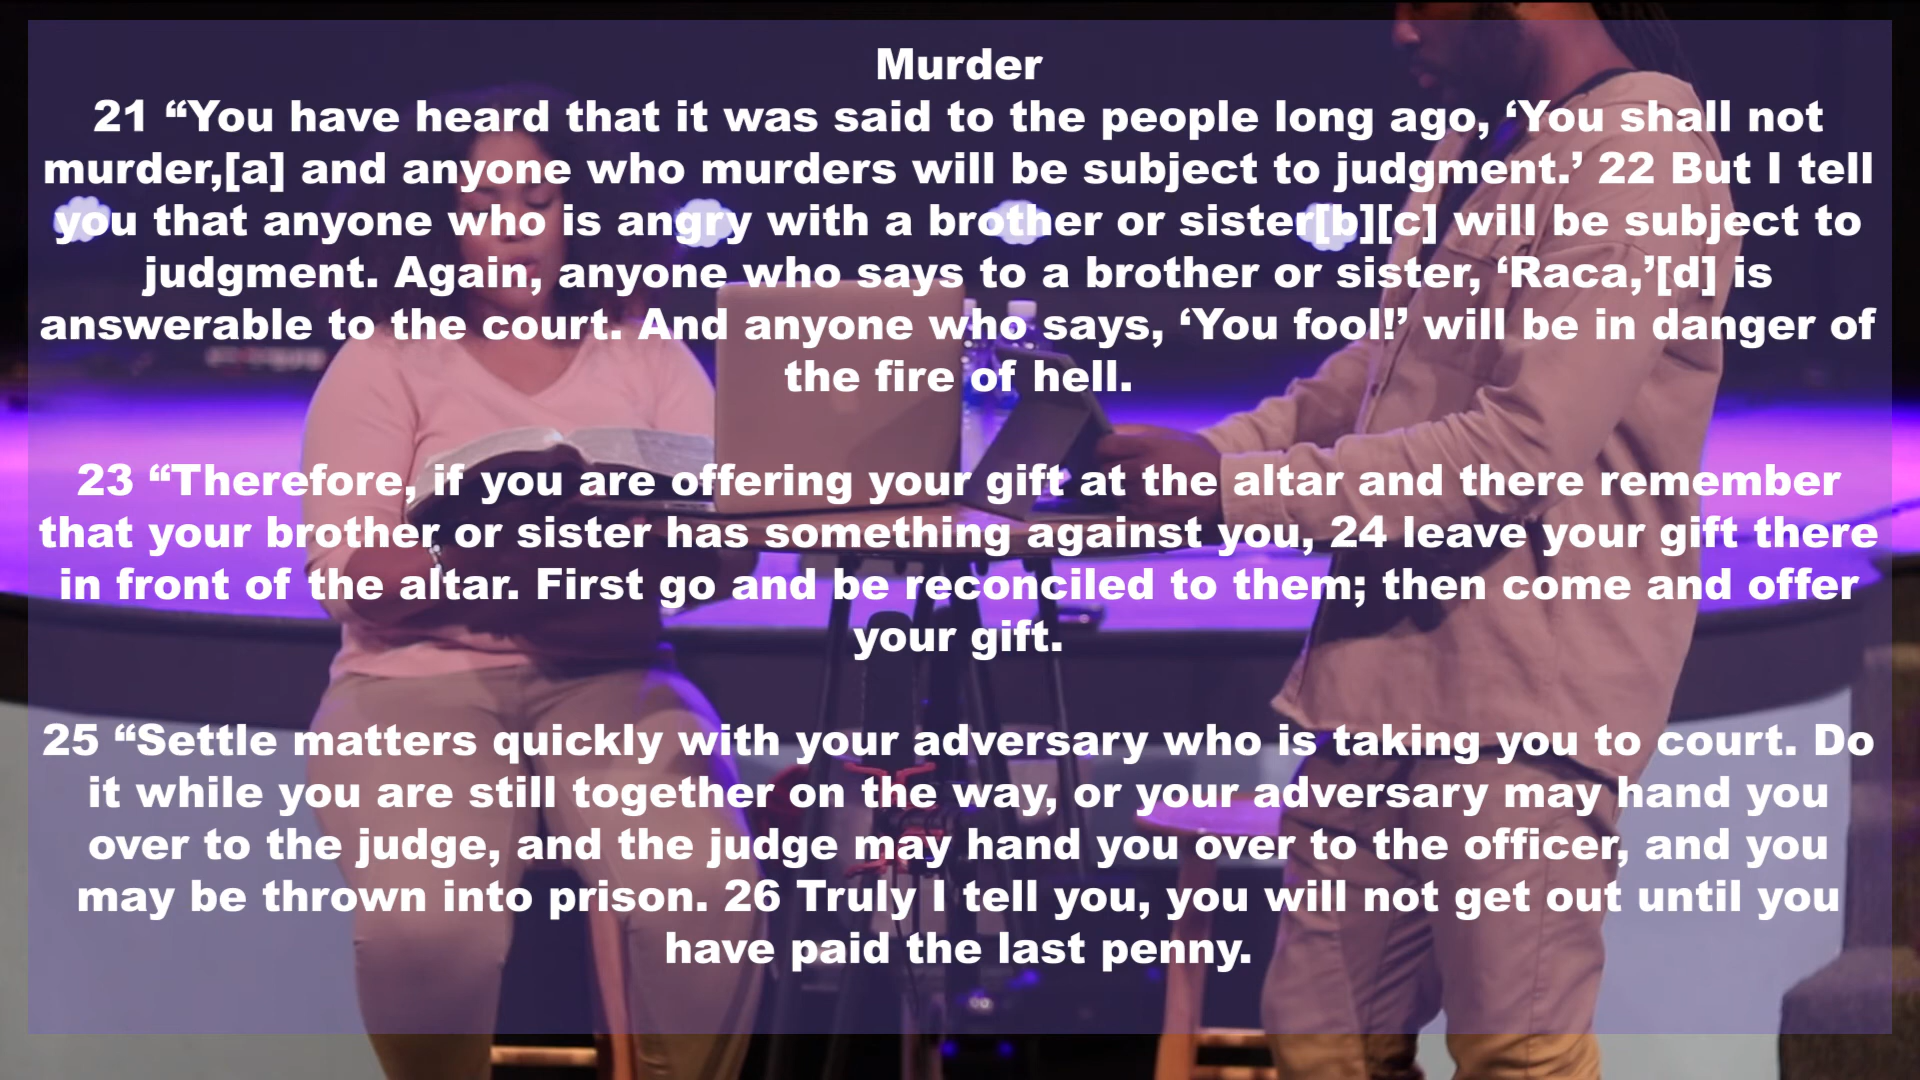 Murder
21 “You have heard that it was said to the people long ago, ‘You shall not
murder,[a] and anyone who murders will be subject to judgment.’ 22 But I tell
you that anyone who is angry with a brother or sister[b][c] will be subject to
judgment. Again, anyone who says to a brother or sister, ‘Raca,’[d] is
answerable to the court. And anyone who says, ‘You fool!’ will be in danger of
the fire of hell.
23 “Therefore, if you are offering your gift at the altar and there remember
that your brother or sister has something against you, 24 leave your gift there
in front of the altar. First go and be reconciled to them; then come and offer
your gift.
25 “Settle matters quickly with your adversary who is taking you to court. Do
it while you are still together on the way, or your adversary may hand you
over to the judge, and the judge may hand you over to the officer, and you
may be thrown into prison. 26 Truly I tell you, you will not get out until you
have paid the last penny.